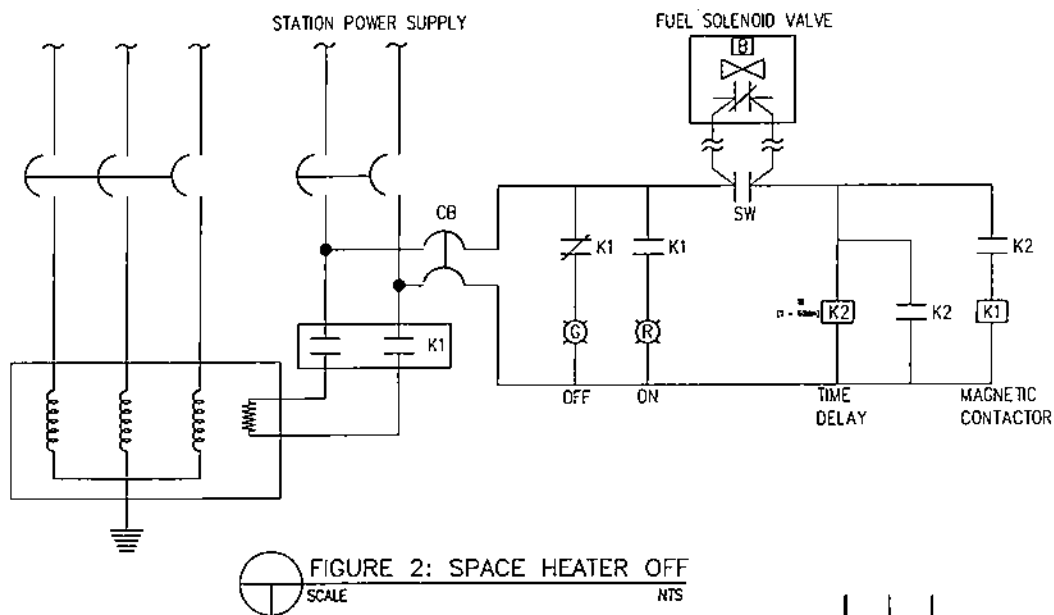 STATION POWER SUPPLY
FUEL SOLENOID VALVE
CB
SW
K1
K1
K2
K1
K2
K2
K1
G
R
OFF
ON
TIME
DELAY
MAGNETIC
CONTACTOR
FIGURE 2: SPACE HEATER OFF
SCALE
NTS